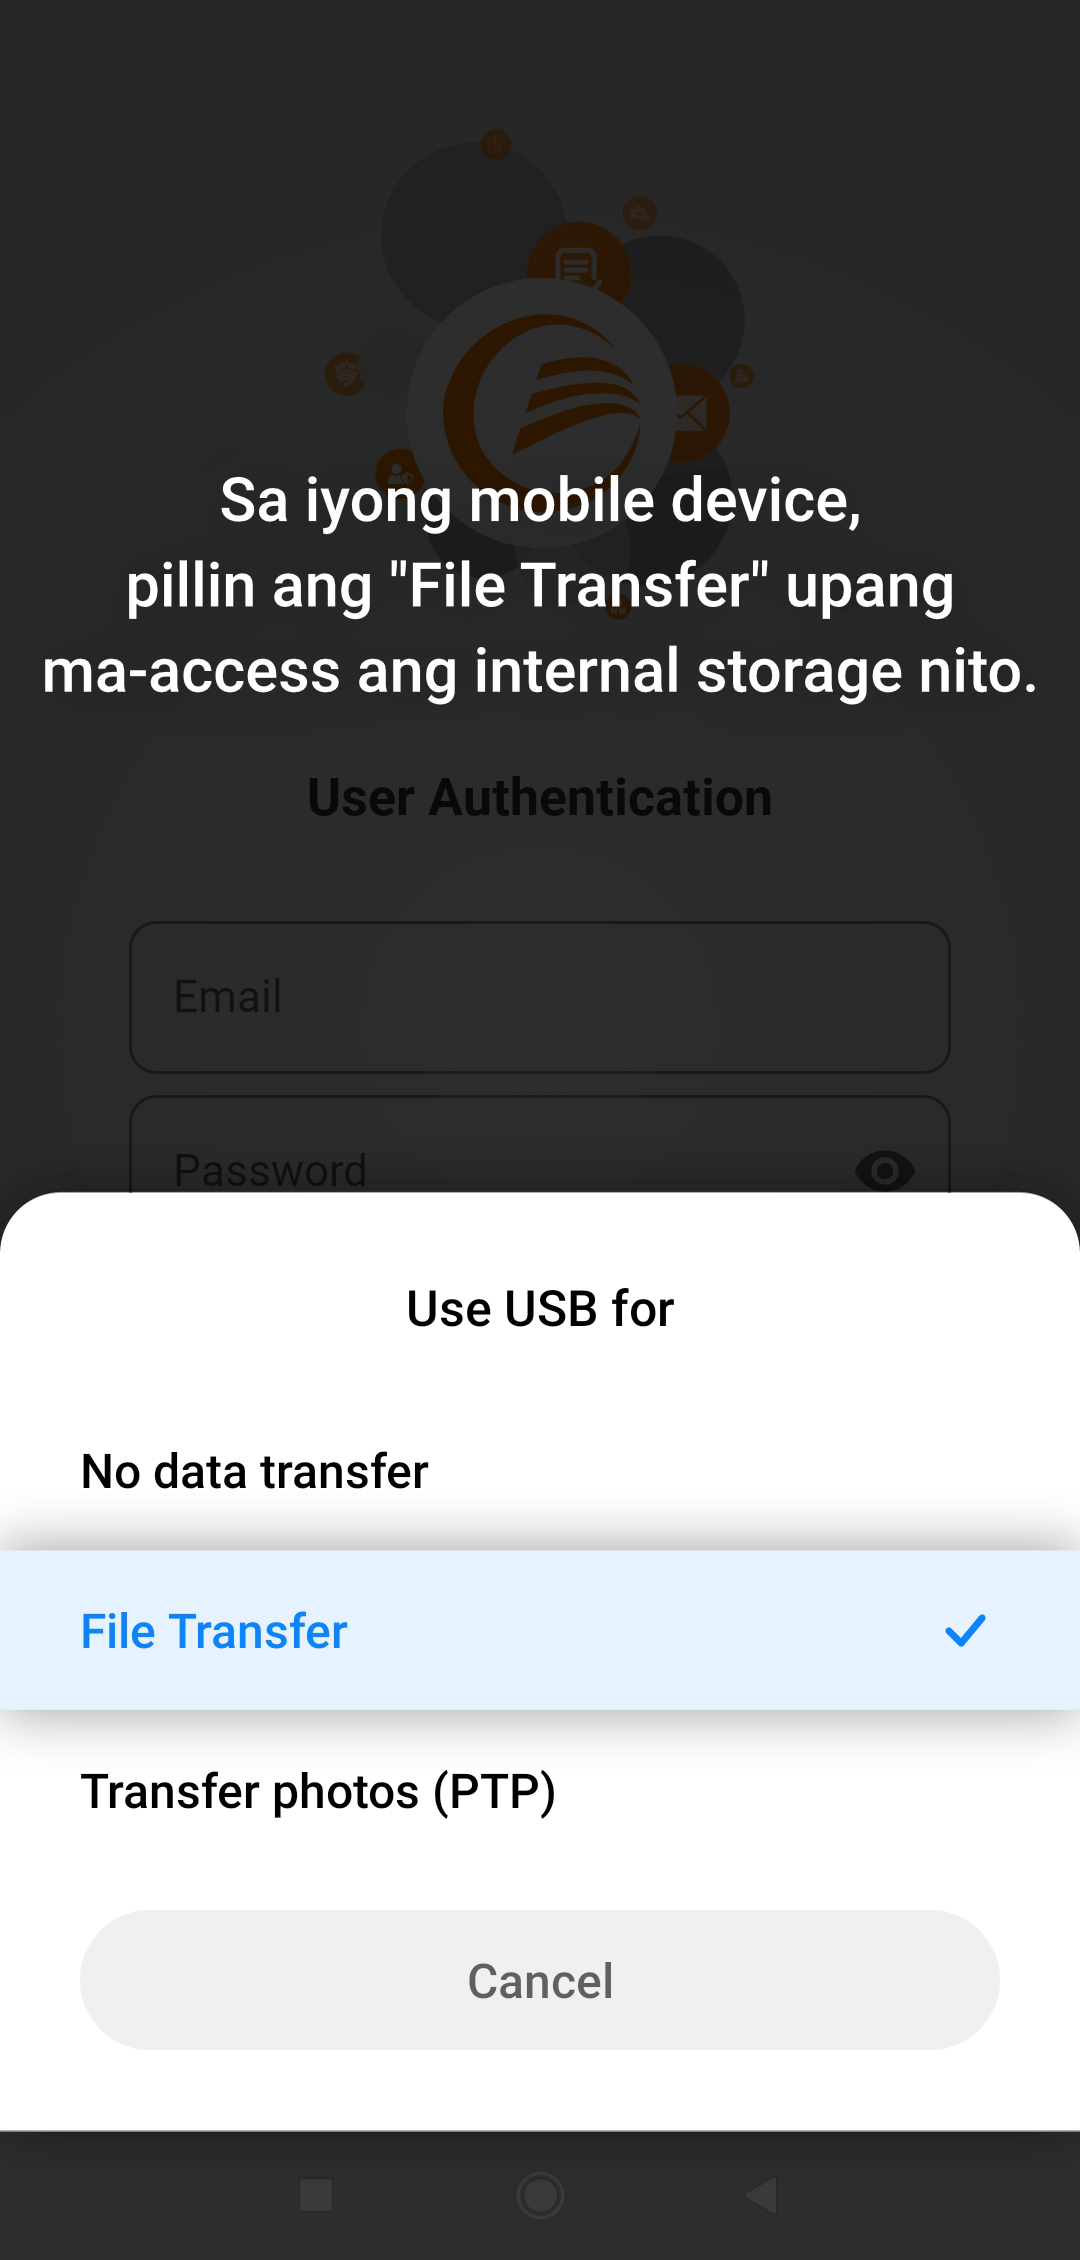 Sa iyong mobile device,
pillin ang "File Transfer" upang
ma-access ang internal storage nito.
User Authentication
Email
Password
Use USB for
No data transfer
File Transfer
Transfer photos (PTP)
Cancel